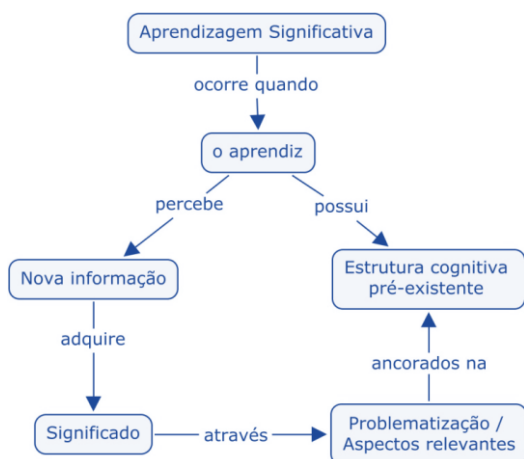 Aprendizagem Significativa
ocorre quando
o aprendiz
percebe
possui
Nova informação
Estrutura cognitiva
pré-existente
adquire
ancorados na
Significado
através
Problematização /
Aspectos relevantes